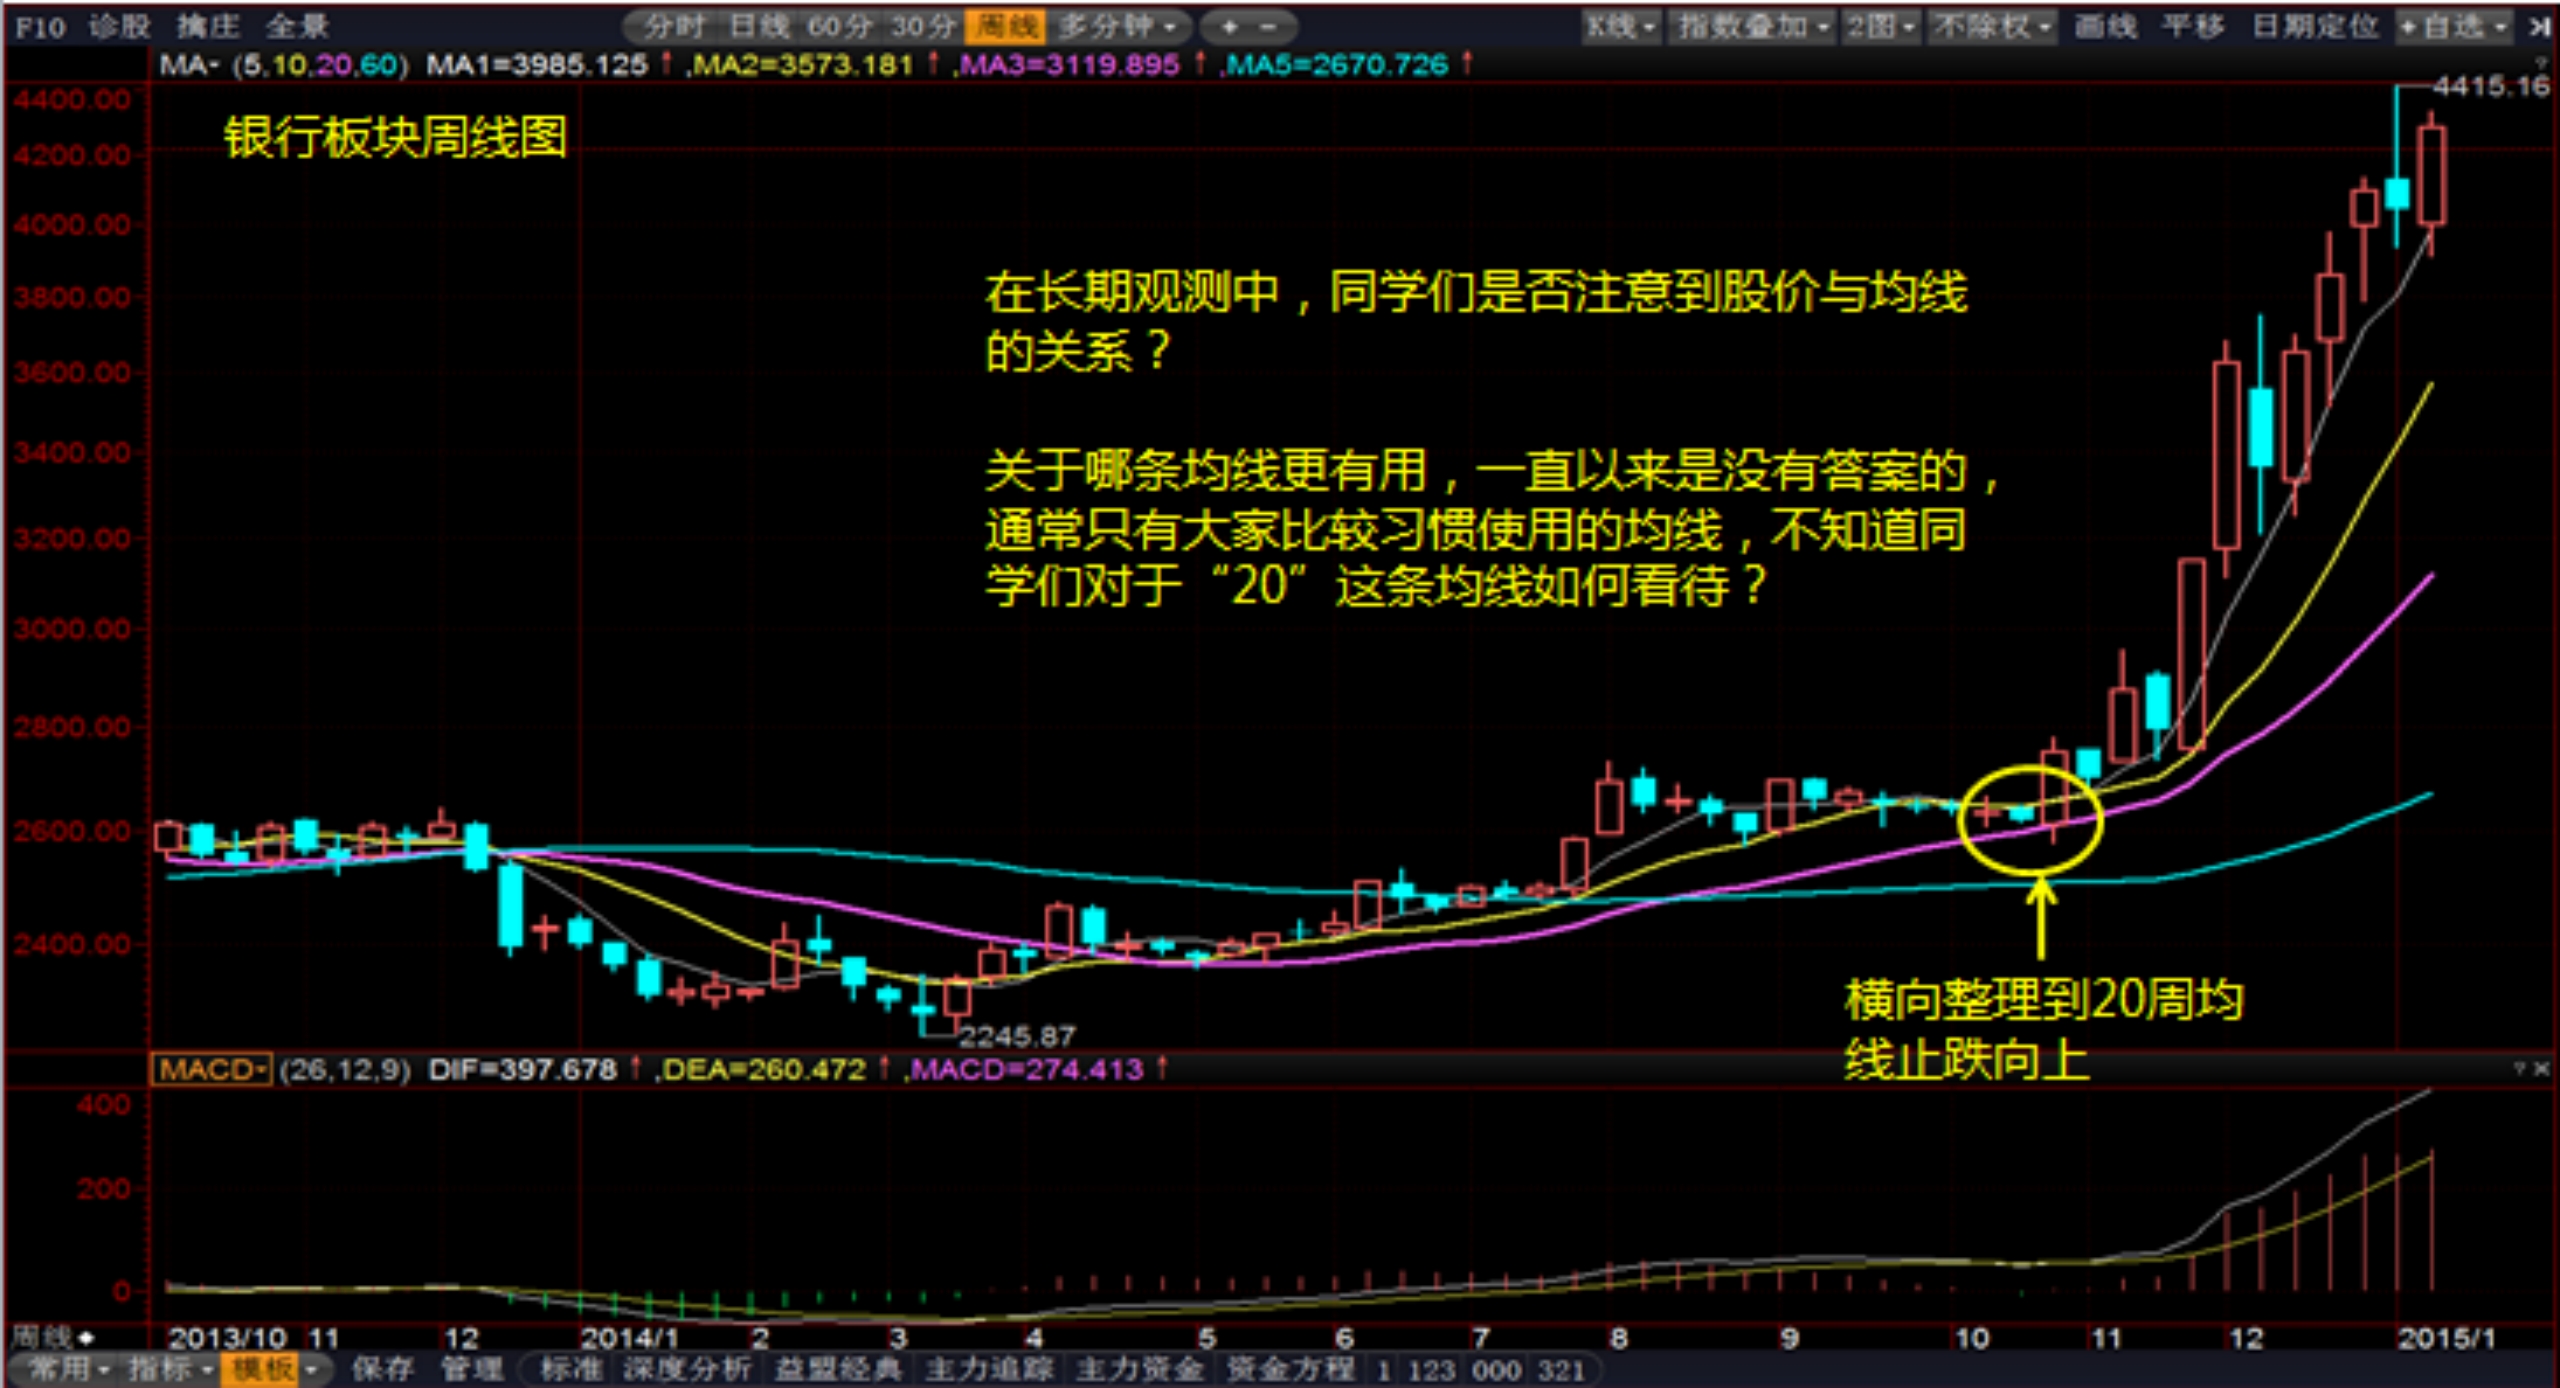 F10 诊股 擒庄 全景 分时 日线 60分 30分 周线 多分钟 + - K线 指数叠加 2图 不除权 画线 平移 日期定位 +自选
MA (5,10,20,60) MA1=3985.125 ↑ ,MA2=3573.181 ↑ ,MA3=3119.895 ↑ ,MA5=2670.726 ↑
4415.16
4400.00
银行板块周线图
4200.00
4000.00
在长期观测中，同学们是否注意到股价与均线
3800.00
的关系？
3600.00
3400.00
关于哪条均线更有用，一直以来是没有答案的，
通常只有大家比较习惯使用的均线，不知道同
3200.00
学们对于“20”这条均线如何看待？
3000.00
2800.00
2600.00
2400.00
横向整理到20周均
线止跌向上
2245.87
MACD (26,12,9) DIF=397.678 ↑ ,DEA=260.472 ↑ ,MACD=274.413 ↑
400
200
0
周线 2013/10 11 12 2014/1 2 3 4 5 6 7 8 9 10 11 12 2015/1
常用 指标 模板 保存 管理 标准 深度分析 益盟经典 主力追踪 主力资金 资金方程 1 123 000 321